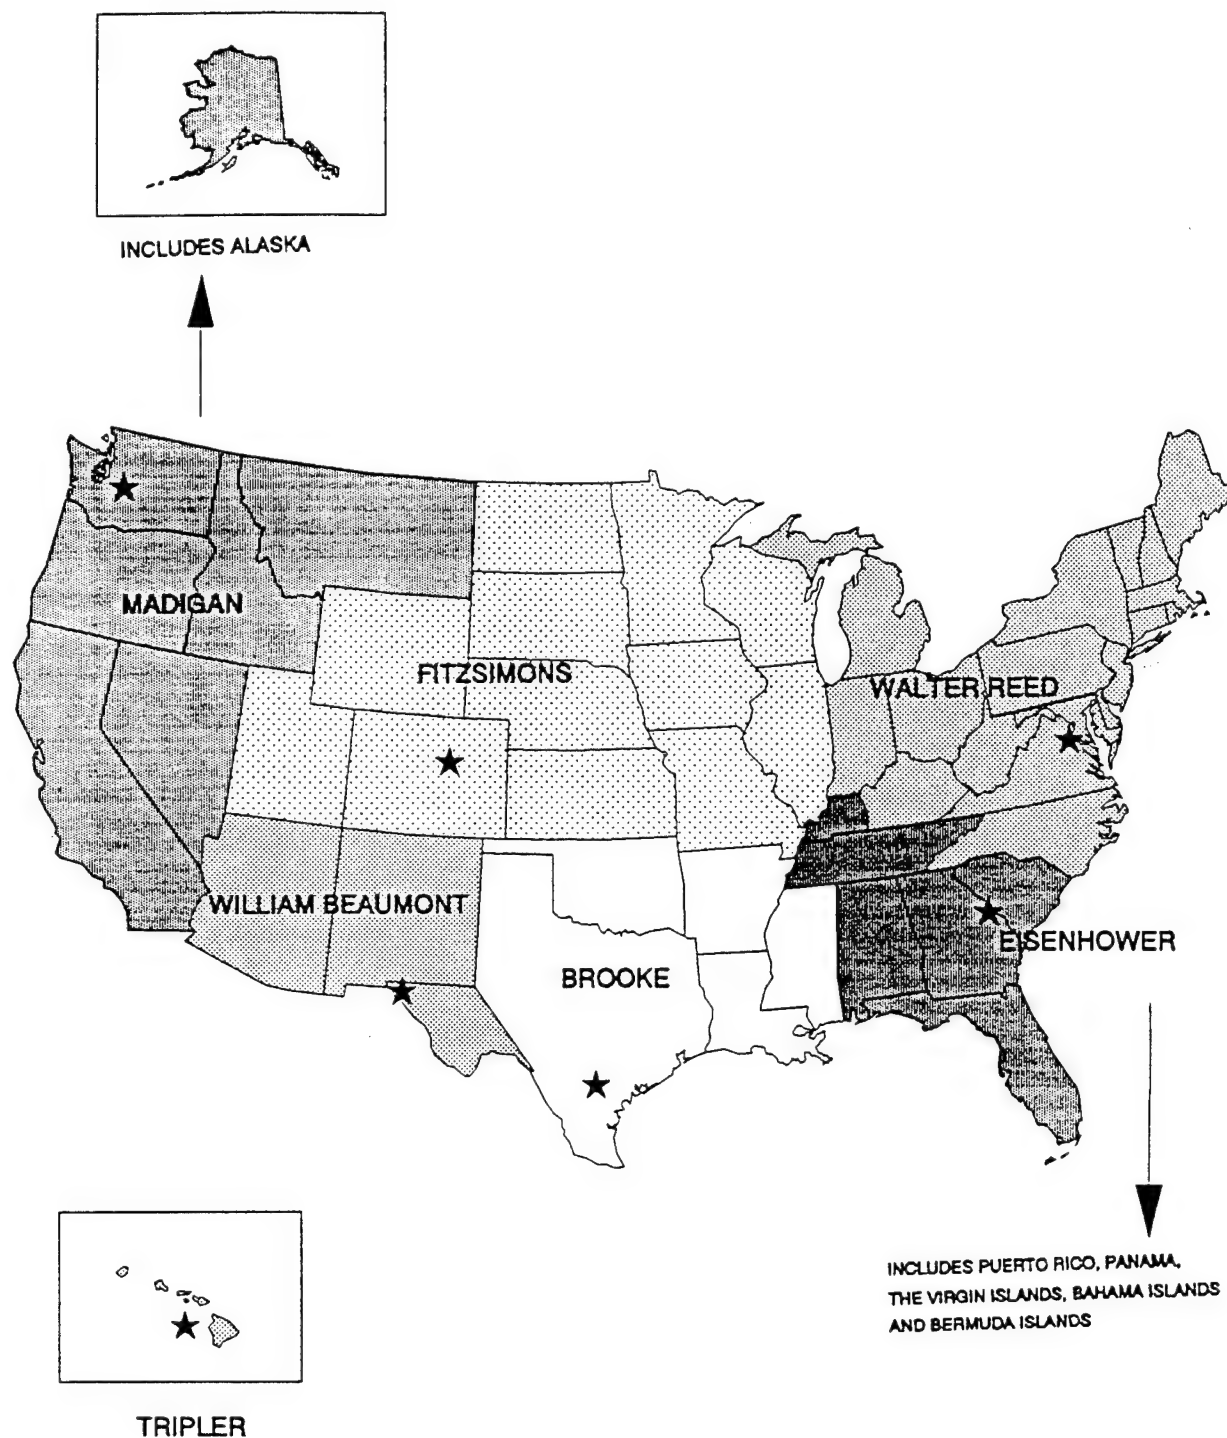 INCLUDES ALASKA
MADIGAN
FITZSIMONS
WALTER REED
WILLIAM BEAUMONT
EISENHOWER
BROOKE
INCLUDES PUERTO RICO, PANAMA,
THE VIRGIN ISLANDS, BAHAMA ISLANDS
AND BERMUDA ISLANDS
TRIPLER